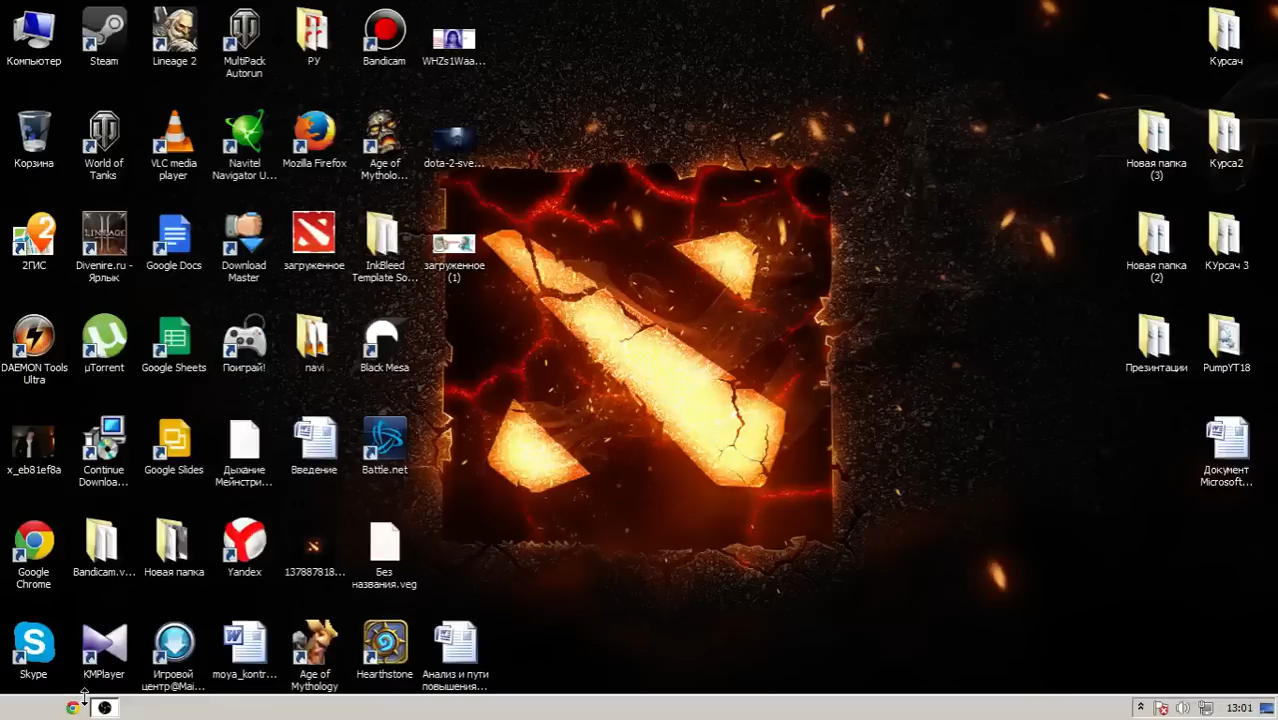 Компьютер
Steam
Lineage 2
MultiPack
Autorun
РУ
Bandicam
WHZs1Waa...
Курсач
Корзина
World of
Tanks
VLC media
player
Navitel
Navigator U...
Mozilla Firefox
Age of
Mytholo...
dota-2-sve...
Новая папка
(3)
Курса2
2ГИС
Divenire.ru -
Ярлык
Google Docs
Download
Master
загруженное
InkBleed
Template So...
загруженное
(1)
Новая папка
(2)
КУрсач 3
DAEMON Tools
Ultra
µTorrent
Google Sheets
Поиграй!
navi
Black Mesa
Презинтации
PumpYT18
x_eb81ef8a
Continue
Downloa...
Google Slides
Дыхание
Мейнстри...
Введение
Battle.net
Документ
Microsoft...
Google
Chrome
Bandicam.v...
Новая папка
Yandex
137887818...
Без
названия.veg
Skype
KMPlayer
Игровой
центр@Mai...
moya_kontr...
Age of
Mythology
Hearthstone
Анализ и пути
повышения...
13:01